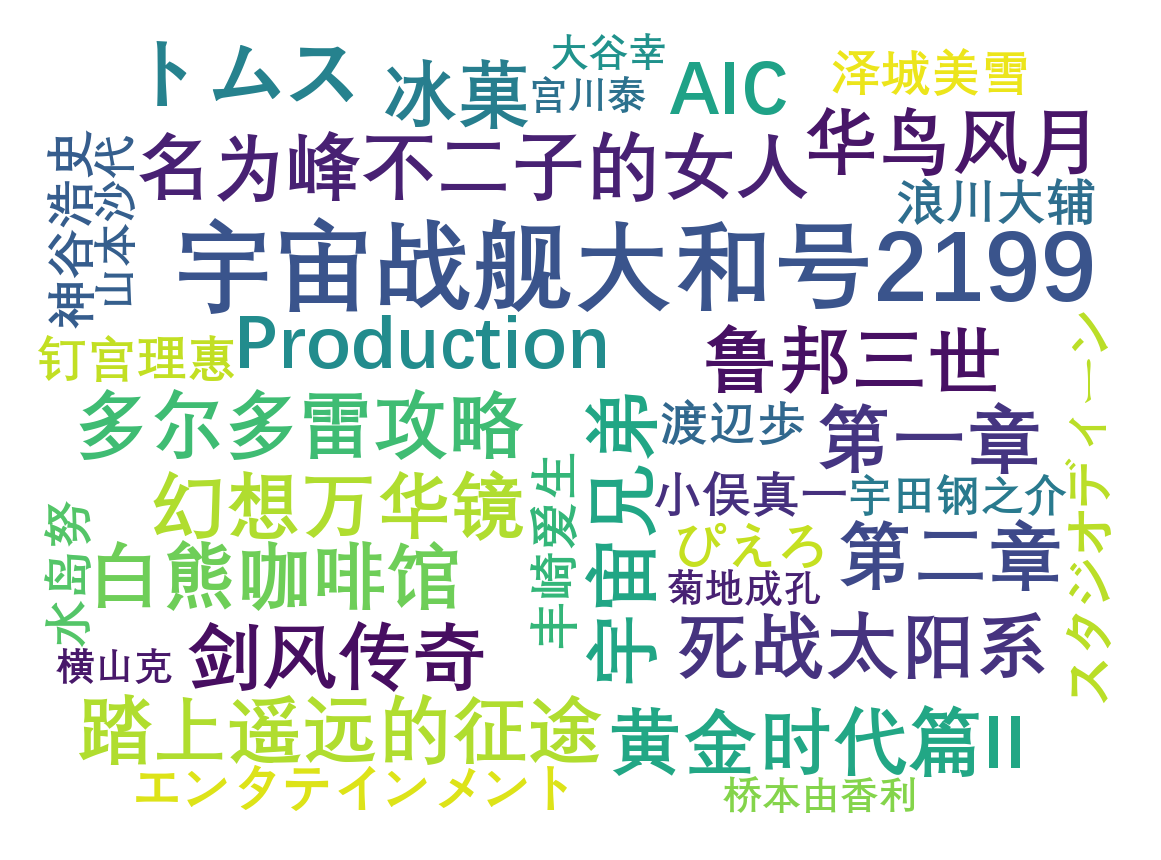 トムス
冰菓
大谷幸
宫川泰
AIC
泽城美雪
神谷浩史
山本沙代
名为峰不二子的女人
华鸟风月
浪川大辅
宇宙战舰大和号2199
钉宫理惠
Production
鲁邦三世
スタジオディーン
多尔多雷攻略
宇宙兄弟
渡辺歩
第一章
幻想万华镜
丰崎爱生
小俣真一
宇田钢之介
水岛努
白熊咖啡馆
ぴえろ
第二章
菊地成孔
横山克
剑风传奇
死战太阳系
踏上遥远的征途
黄金时代篇II
エンタテインメント
桥本由香利